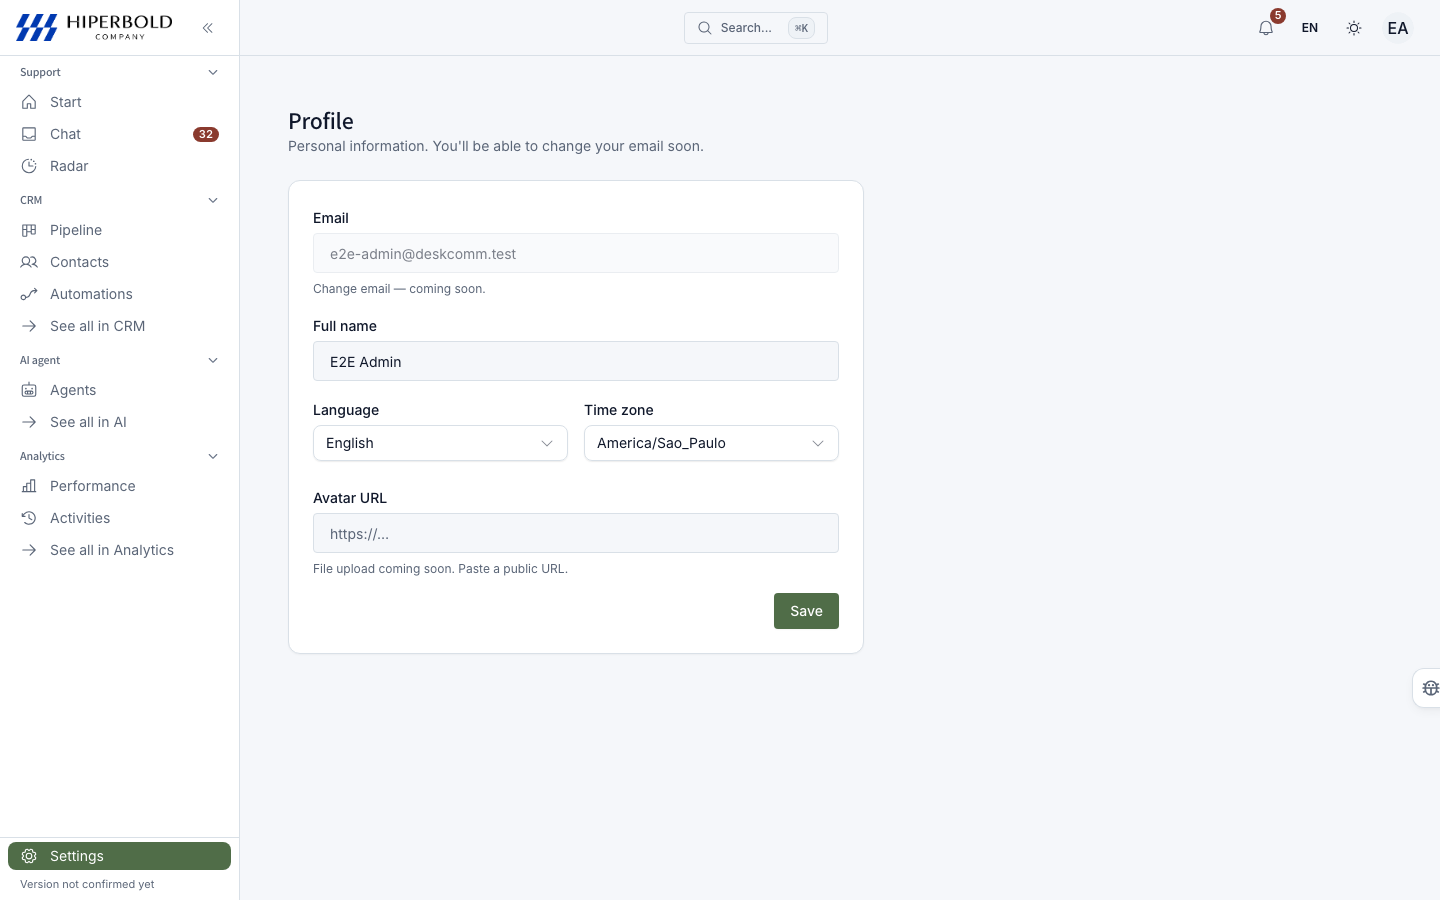 HIPERBOLD
COMPANY
Search...
⌘K
5
EN
EA
Support
Start
Chat
32
Radar
CRM
Pipeline
Contacts
Automations
See all in CRM
AI agent
Agents
See all in AI
Analytics
Performance
Activities
See all in Analytics
Settings
Version not confirmed yet
Profile
Personal information. You'll be able to change your email soon.
Email
e2e-admin@deskcomm.test
Change email — coming soon.
Full name
E2E Admin
Language
Time zone
English
America/Sao_Paulo
Avatar URL
https://...
File upload coming soon. Paste a public URL.
Save